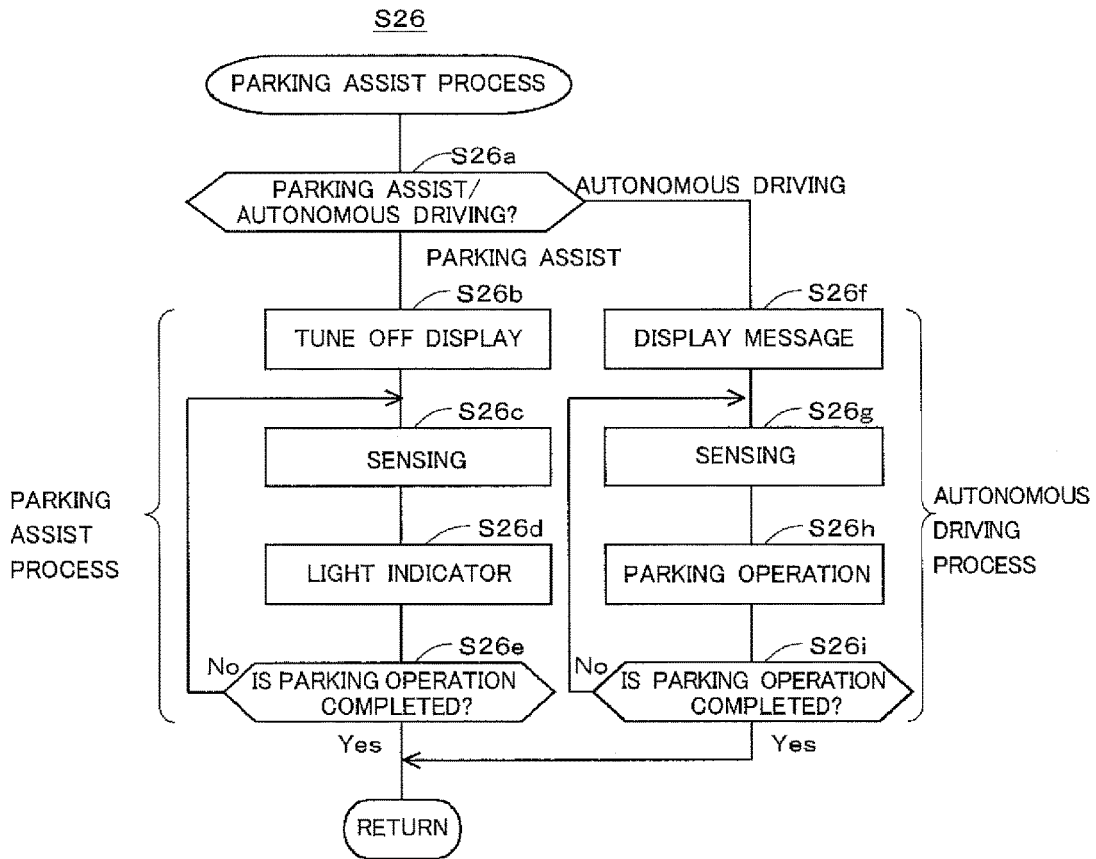 S26
PARKING ASSIST PROCESS
S26a
PARKING ASSIST/
AUTONOMOUS DRIVING?
AUTONOMOUS DRIVING
PARKING ASSIST
S26b
TUNE OFF DISPLAY
S26c
SENSING
S26d
LIGHT INDICATOR
S26e
No
IS PARKING OPERATION
COMPLETED?
Yes
PARKING
ASSIST
PROCESS
S26f
DISPLAY MESSAGE
S26g
SENSING
S26h
PARKING OPERATION
S26i
No
IS PARKING OPERATION
COMPLETED?
Yes
AUTONOMOUS
DRIVING
PROCESS
RETURN